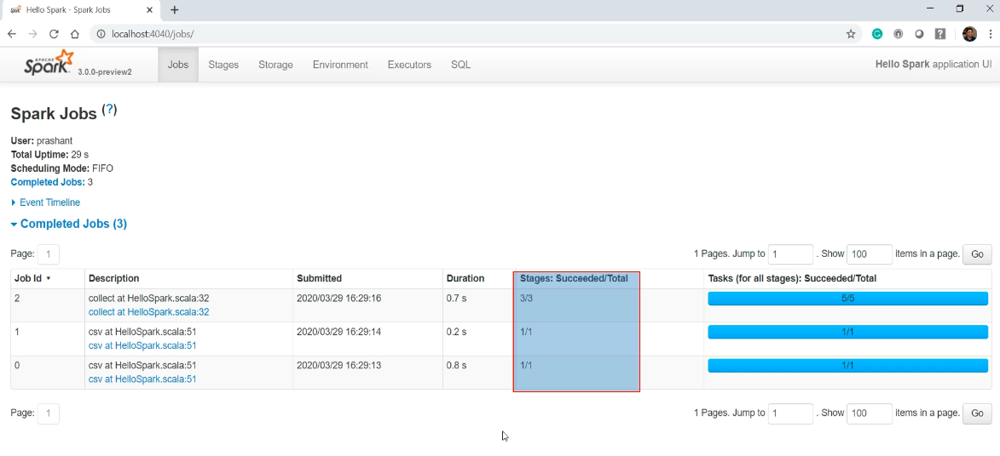 Hello Spark - Spark Jobs
localhost:4040/jobs/
APACHE Spark 3.0.0-preview2 Jobs Stages Storage Environment Executors SQL Hello Spark application UI
Spark Jobs (?)
User: prashant
Total Uptime: 29 s
Scheduling Mode: FIFO
Completed Jobs: 3
Event Timeline
Completed Jobs (3)
Page: 1 1 Pages. Jump to 1 . Show 100 items in a page. Go
Job Id Description Submitted Duration Stages: Succeeded/Total Tasks (for all stages): Succeeded/Total
2 collect at HelloSpark.scala:32 2020/03/29 16:29:16 0.7 s 3/3 5/5
collect at HelloSpark.scala:32
1 csv at HelloSpark.scala:51 2020/03/29 16:29:14 0.2 s 1/1 1/1
csv at HelloSpark.scala:51
0 csv at HelloSpark.scala:51 2020/03/29 16:29:13 0.8 s 1/1 1/1
csv at HelloSpark.scala:51
Page: 1 1 Pages. Jump to 1 . Show 100 items in a page. Go